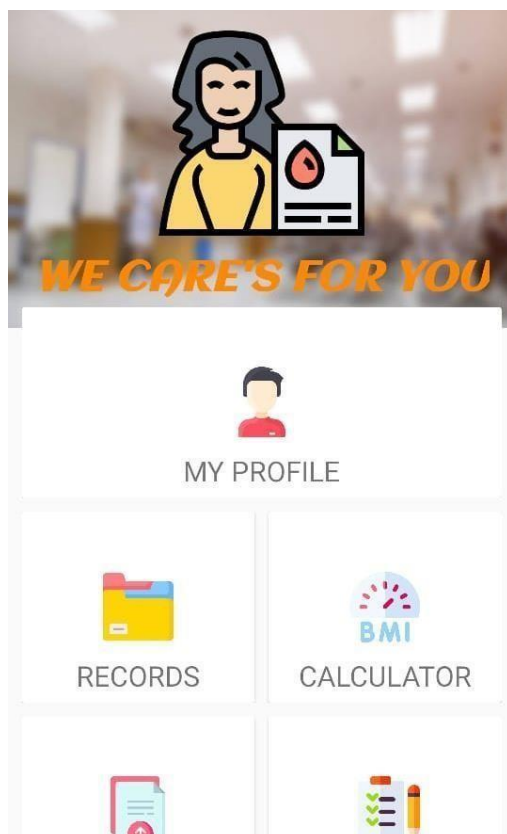 WE CARE'S FOR YOU
MY PROFILE
RECORDS
BMI
CALCULATOR